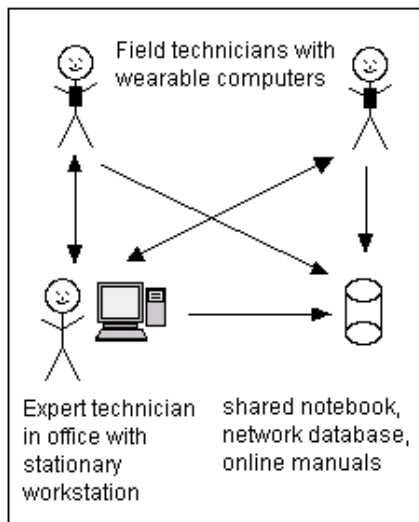 Field technicians with
wearable computers
Expert technician
in office with
stationary
workstation
shared notebook,
network database,
online manuals